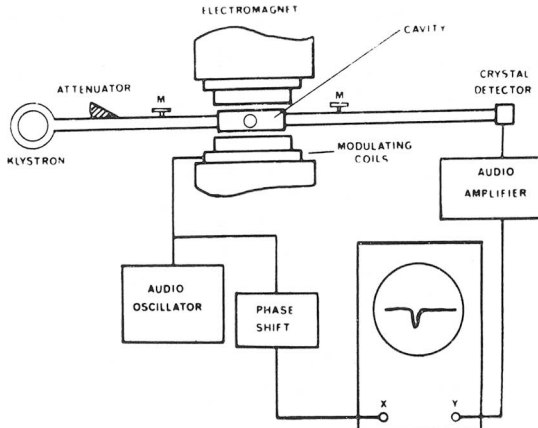 ELECTROMAGNET
CAVITY
CRYSTAL
DETECTOR
ATTENUATOR
M
M
KLYSTRON
MODULATING
COILS
AUDIO
AMPLIFIER
AUDIO
OSCILLATOR
PHASE
SHIFT
X
Y